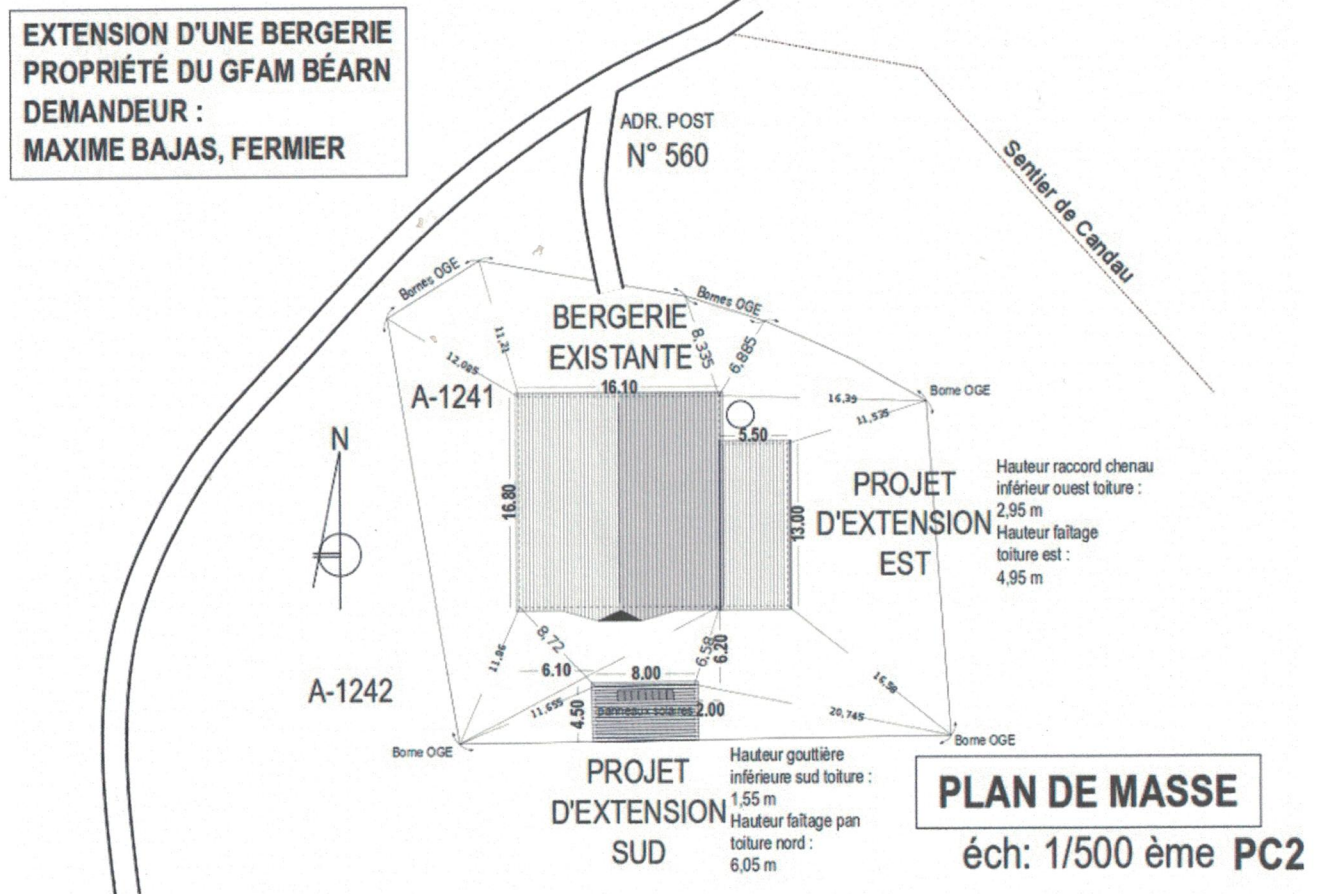 EXTENSION D'UNE BERGERIE
PROPRIÉTÉ DU GFAM BÉARN
DEMANDEUR :
MAXIME BAJAS, FERMIER
ADR. POST
N° 560
Sentier de Candau
Bornes OGE
Bornes OGE
BERGERIE
EXISTANTE
8,335
6,885
11,21
12,085
16.10
A-1241
Borne OGE
16,39
11,535
5.50
N
16.80
13.00
PROJET
D'EXTENSION
EST
Hauteur raccord chenau
inférieur ouest toiture :
2,95 m
Hauteur faîtage
toiture est :
4,95 m
8,72
6,58
6.20
11,86
6.10
8.00
16,58
A-1242
11,655
4.50
panneaux solaires
2.00
20,745
Borne OGE
Borne OGE
PROJET
D'EXTENSION
SUD
Hauteur gouttière
inférieure sud toiture :
1,55 m
Hauteur faîtage pan
toiture nord :
6,05 m
PLAN DE MASSE
éch: 1/500 ème PC2